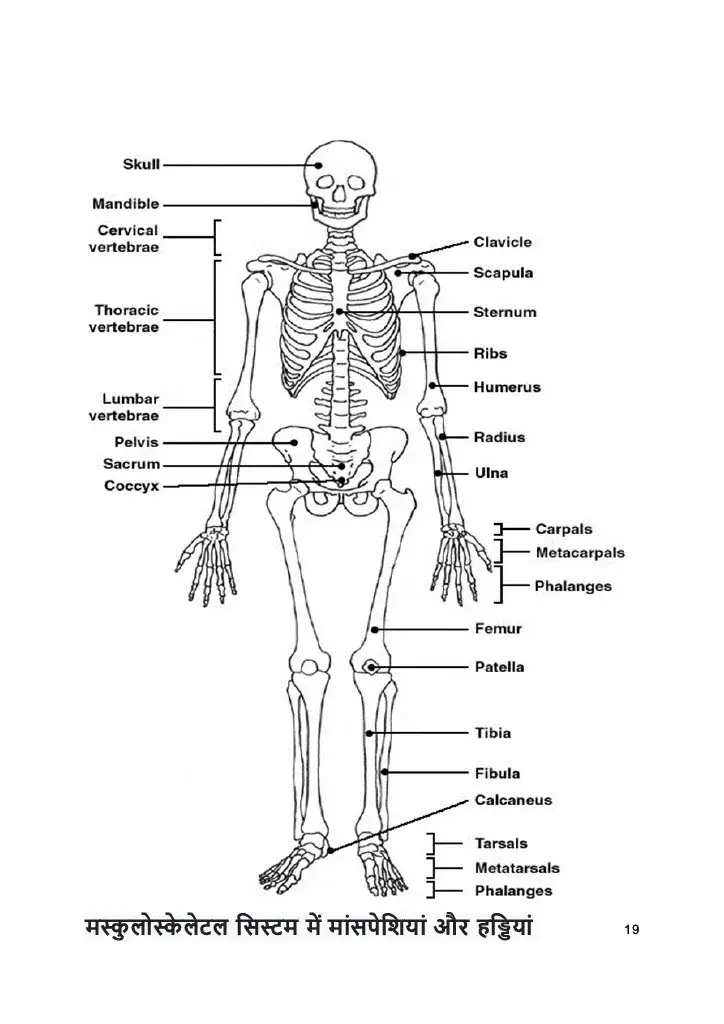 Skull
Mandible
Cervical
vertebrae
Thoracic
vertebrae
Lumbar
vertebrae
Pelvis
Sacrum
Coccyx
Clavicle
Scapula
Sternum
Ribs
Humerus
Radius
Ulna
Carpals
Metacarpals
Phalanges
Femur
Patella
Tibia
Fibula
Calcaneus
Tarsals
Metatarsals
Phalanges
मस्कुलोस्केलेटल सिस्टम में मांसपेशियां और हड्डियां
19